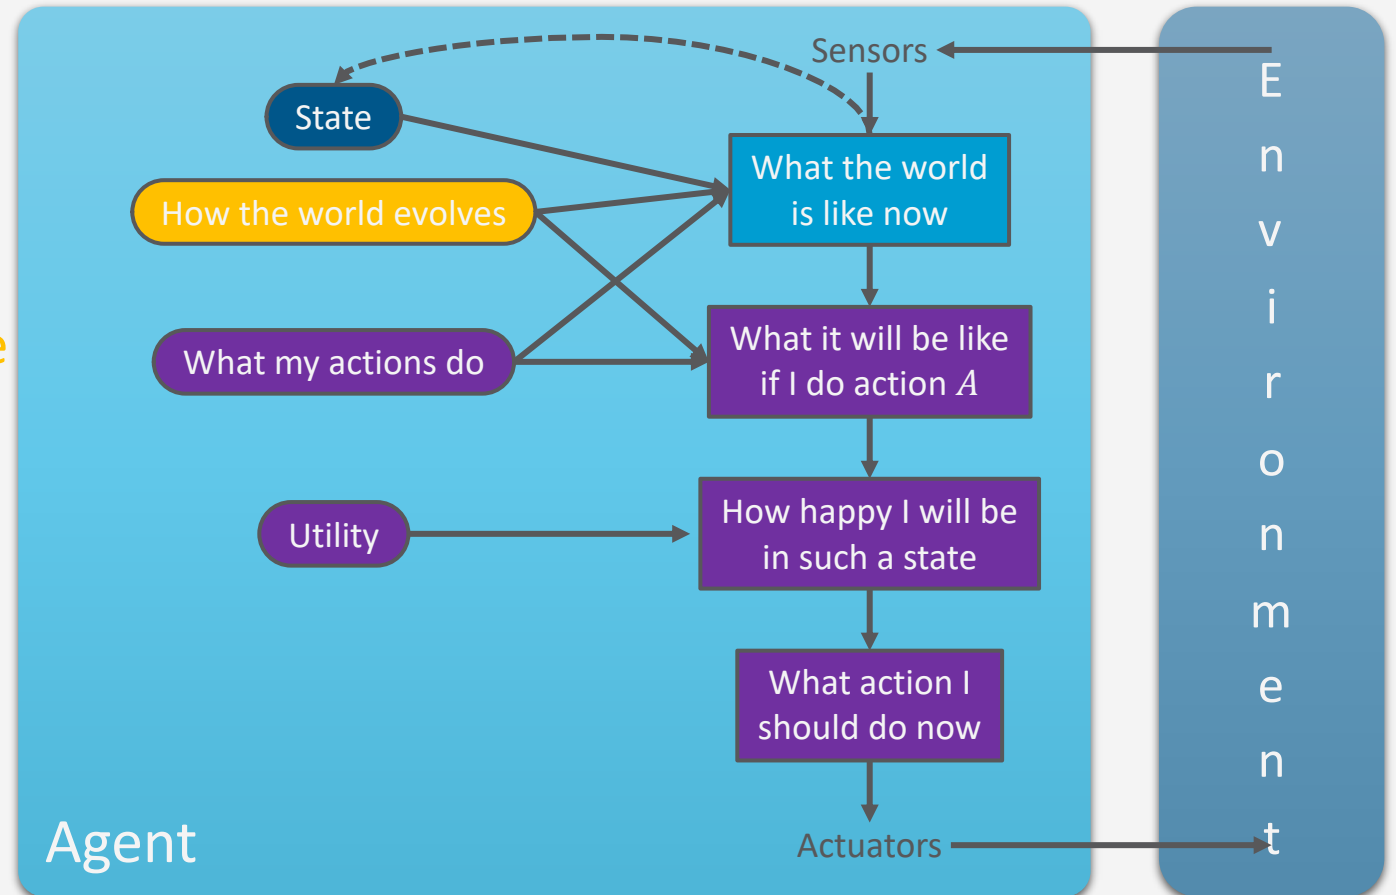 Sensors
State
What the world
is like now
How the world evolves
What it will be like
if I do action A
e
What my actions do
How happy I will be
in such a state
Utility
What action I
should do now
Actuators
Agent
E
n
v
i
r
o
n
m
e
n
t